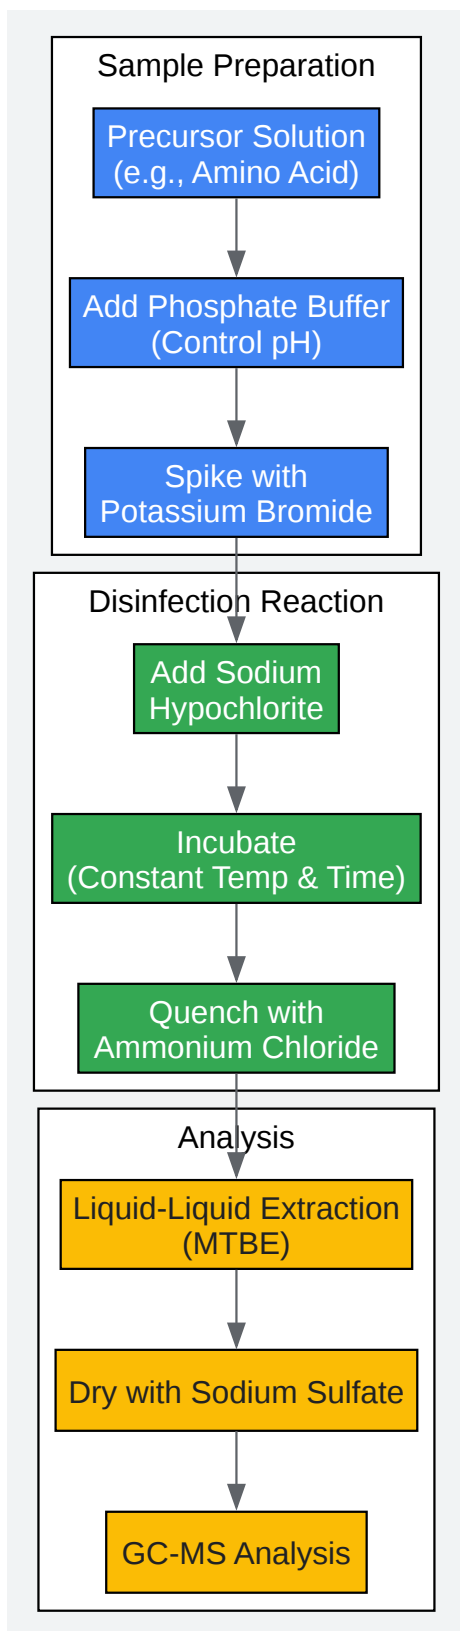 Sample Preparation
Precursor Solution
(e.g., Amino Acid)
Add Phosphate Buffer
(Control pH)
Spike with
Potassium Bromide
Disinfection Reaction
Add Sodium
Hypochlorite
Incubate
(Constant Temp & Time)
Quench with
Ammonium Chloride
Analysis
Liquid-Liquid Extraction
(MTBE)
Dry with Sodium Sulfate
GC-MS Analysis